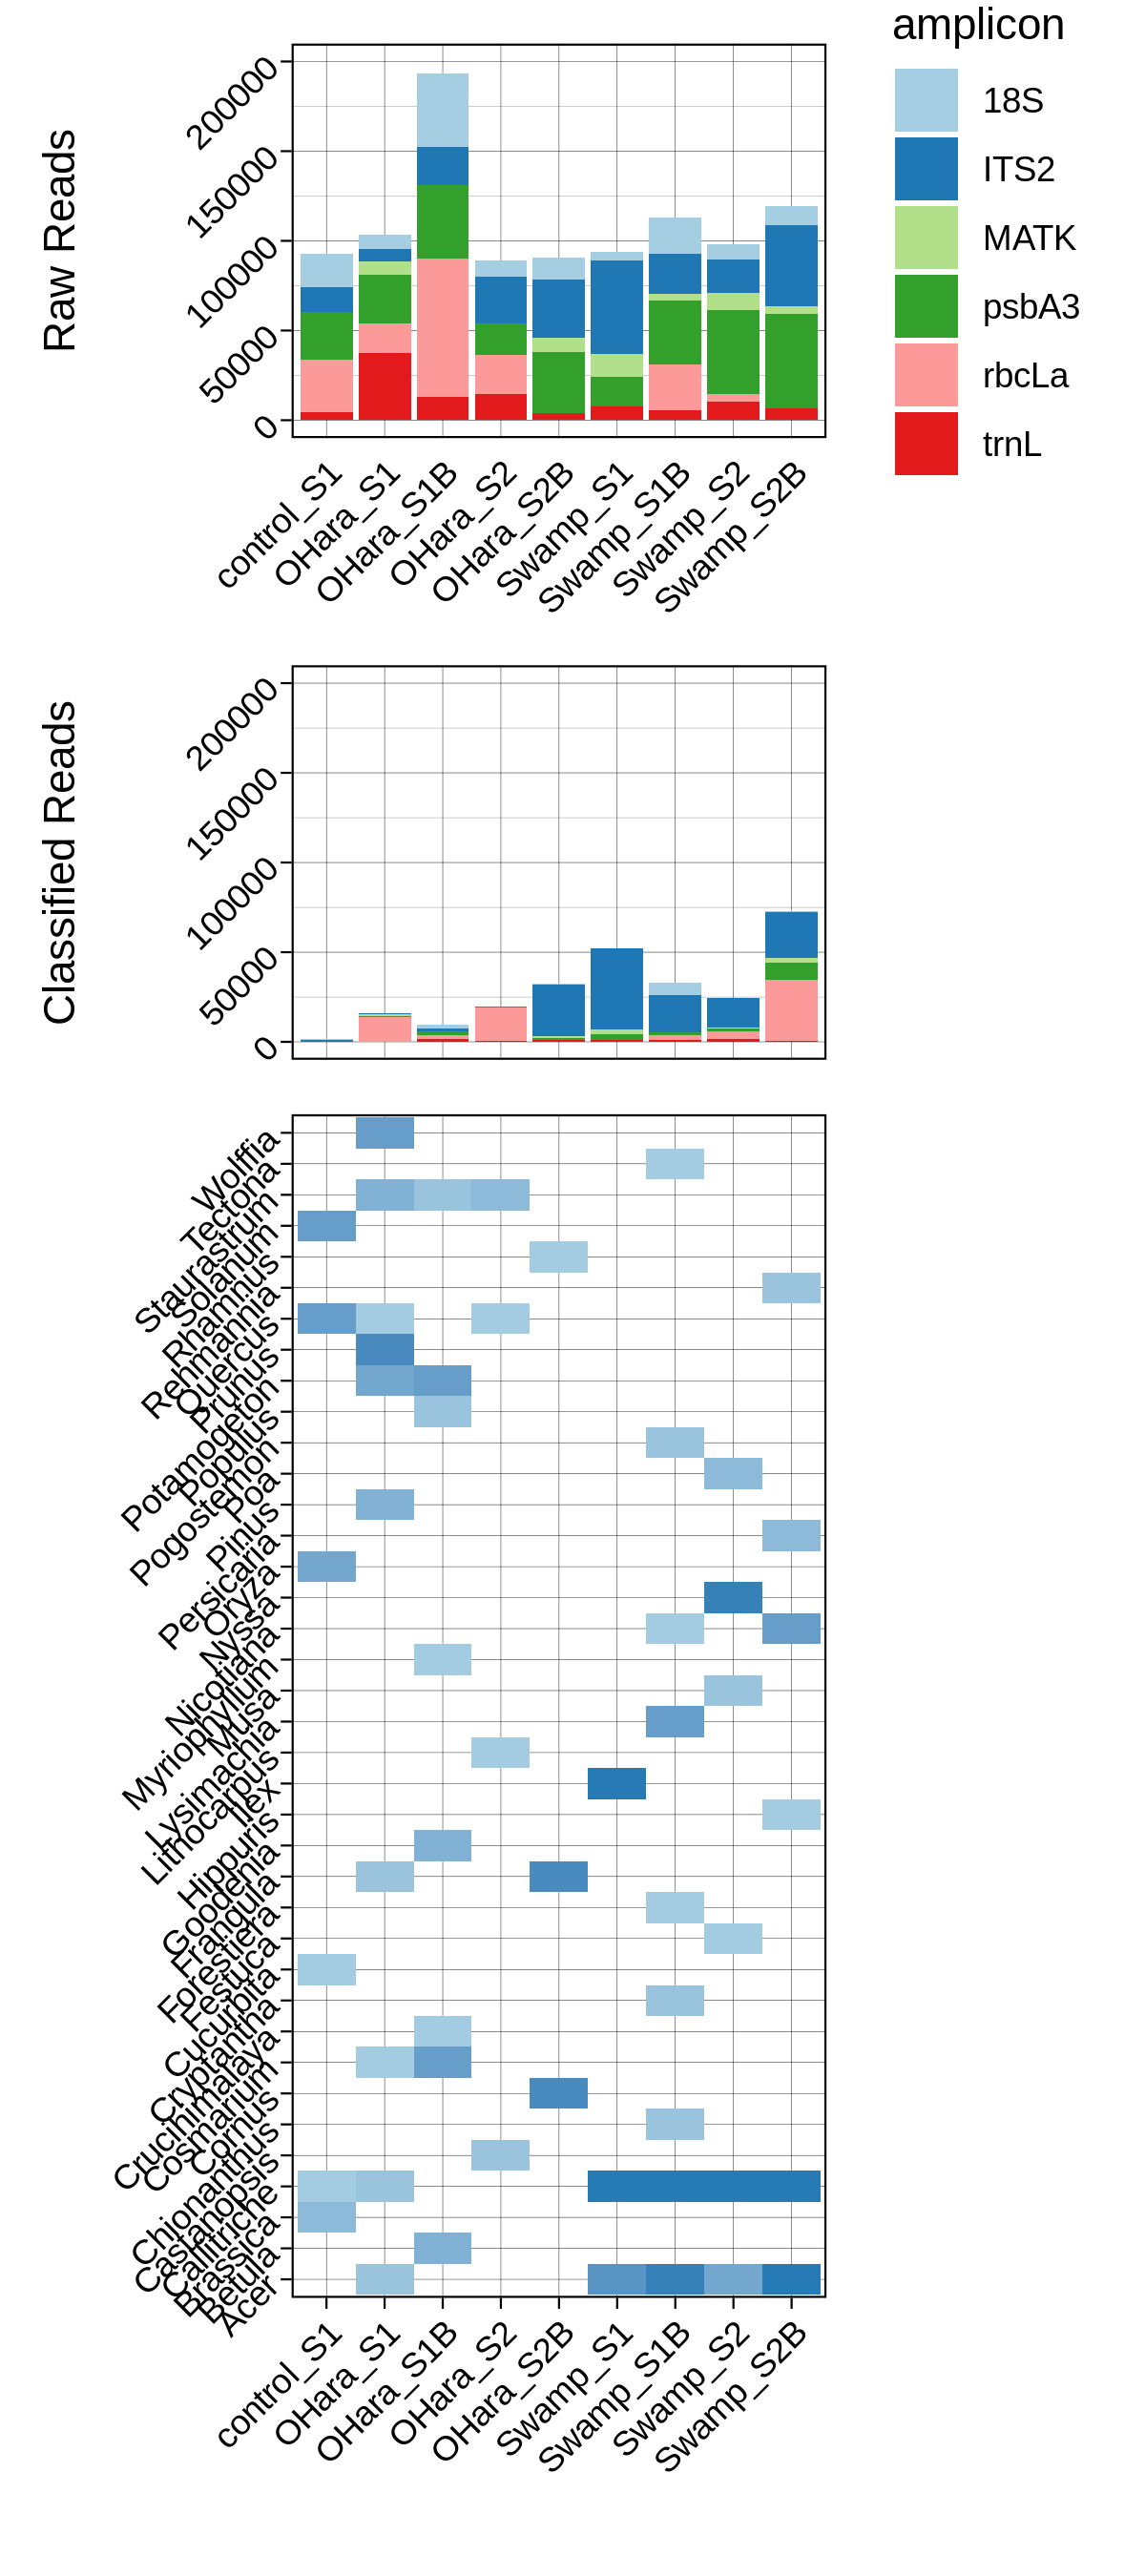 amplicon
18S
ITS2
MATK
psbA3
rbcLa
trnL
Raw Reads
200000
150000
100000
50000
0
control_S1
OHara_S1
OHara_S1B
OHara_S2
OHara_S2B
Swamp_S1
Swamp_S1B
Swamp_S2
Swamp_S2B
Classified Reads
200000
150000
100000
50000
0
Wolffia
Tectona
Staurastrum
Solanum
Rhamnus
Rehmannia
Quercus
Prunus
Potamogeton
Populus
Pogostemon
Poa
Pinus
Persicaria
Oryza
Nyssa
Nicotiana
Myriophyllum
Musa
Lysimachia
Lithocarpus
Ilex
Hippuris
Goodenia
Frangula
Forestiera
Festuca
Cucurbita
Cryptantha
Crucihimalaya
Cosmarium
Cornus
Chionanthus
Castanopsis
Callitriche
Brassica
Betula
Acer
control_S1
OHara_S1
OHara_S1B
OHara_S2
OHara_S2B
Swamp_S1
Swamp_S1B
Swamp_S2
Swamp_S2B